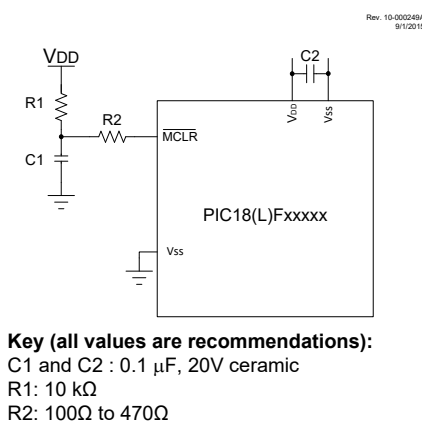 Rev. 10-000249A
9/1/2015
VDD
C2
R1
R2
VDD
Vss
MCLR
C1
PIC18(L)Fxxxxx
Vss
Key (all values are recommendations):
C1 and C2 : 0.1 μF, 20V ceramic
R1: 10 kΩ
R2: 100Ω to 470Ω